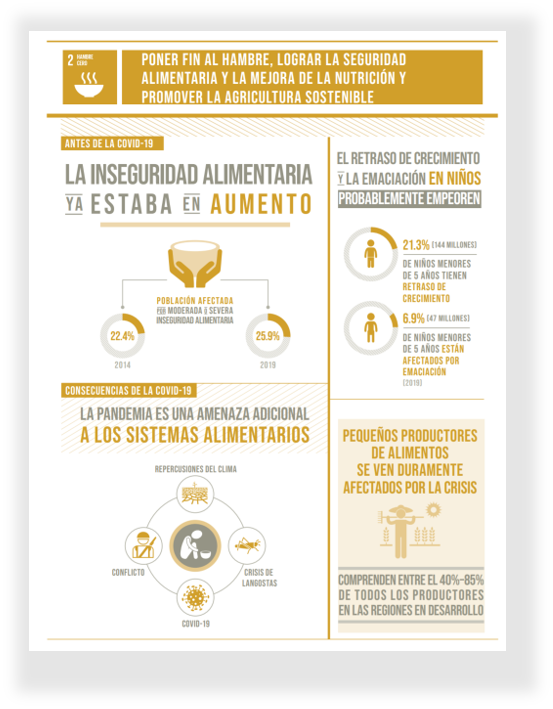 2 HAMBRE
CERO
PONER FIN AL HAMBRE, LOGRAR LA SEGURIDAD
ALIMENTARIA Y LA MEJORA DE LA NUTRICIÓN Y
PROMOVER LA AGRICULTURA SOSTENIBLE
ANTES DE LA COVID-19
LA INSEGURIDAD ALIMENTARIA
YA ESTABA EN AUMENTO
POBLACIÓN AFECTADA
POR MODERADA O SEVERA
INSEGURIDAD ALIMENTARIA
22.4%
2014
25.9%
2019
EL RETRASO DE CRECIMIENTO
Y LA EMACIACIÓN EN NIÑOS
PROBABLEMENTE EMPEOREN
21.3% (144 MILLONES)
DE NIÑOS MENORES
DE 5 AÑOS TIENEN
RETRASO DE
CRECIMIENTO
6.9% (47 MILLONES)
DE NIÑOS MENORES
DE 5 AÑOS ESTÁN
AFECTADOS POR
EMACIACIÓN
(2019)
CONSECUENCIAS DE LA COVID-19
LA PANDEMIA ES UNA AMENAZA ADICIONAL
A LOS SISTEMAS ALIMENTARIOS
REPERCUSIONES DEL CLIMA
CONFLICTO
CRISIS DE
LANGOSTAS
COVID-19
PEQUEÑOS PRODUCTORES
DE ALIMENTOS
SE VEN DURAMENTE
AFECTADOS POR LA CRISIS
COMPRENDEN ENTRE EL 40%-85%
DE TODOS LOS PRODUCTORES
EN LAS REGIONES EN DESARROLLO